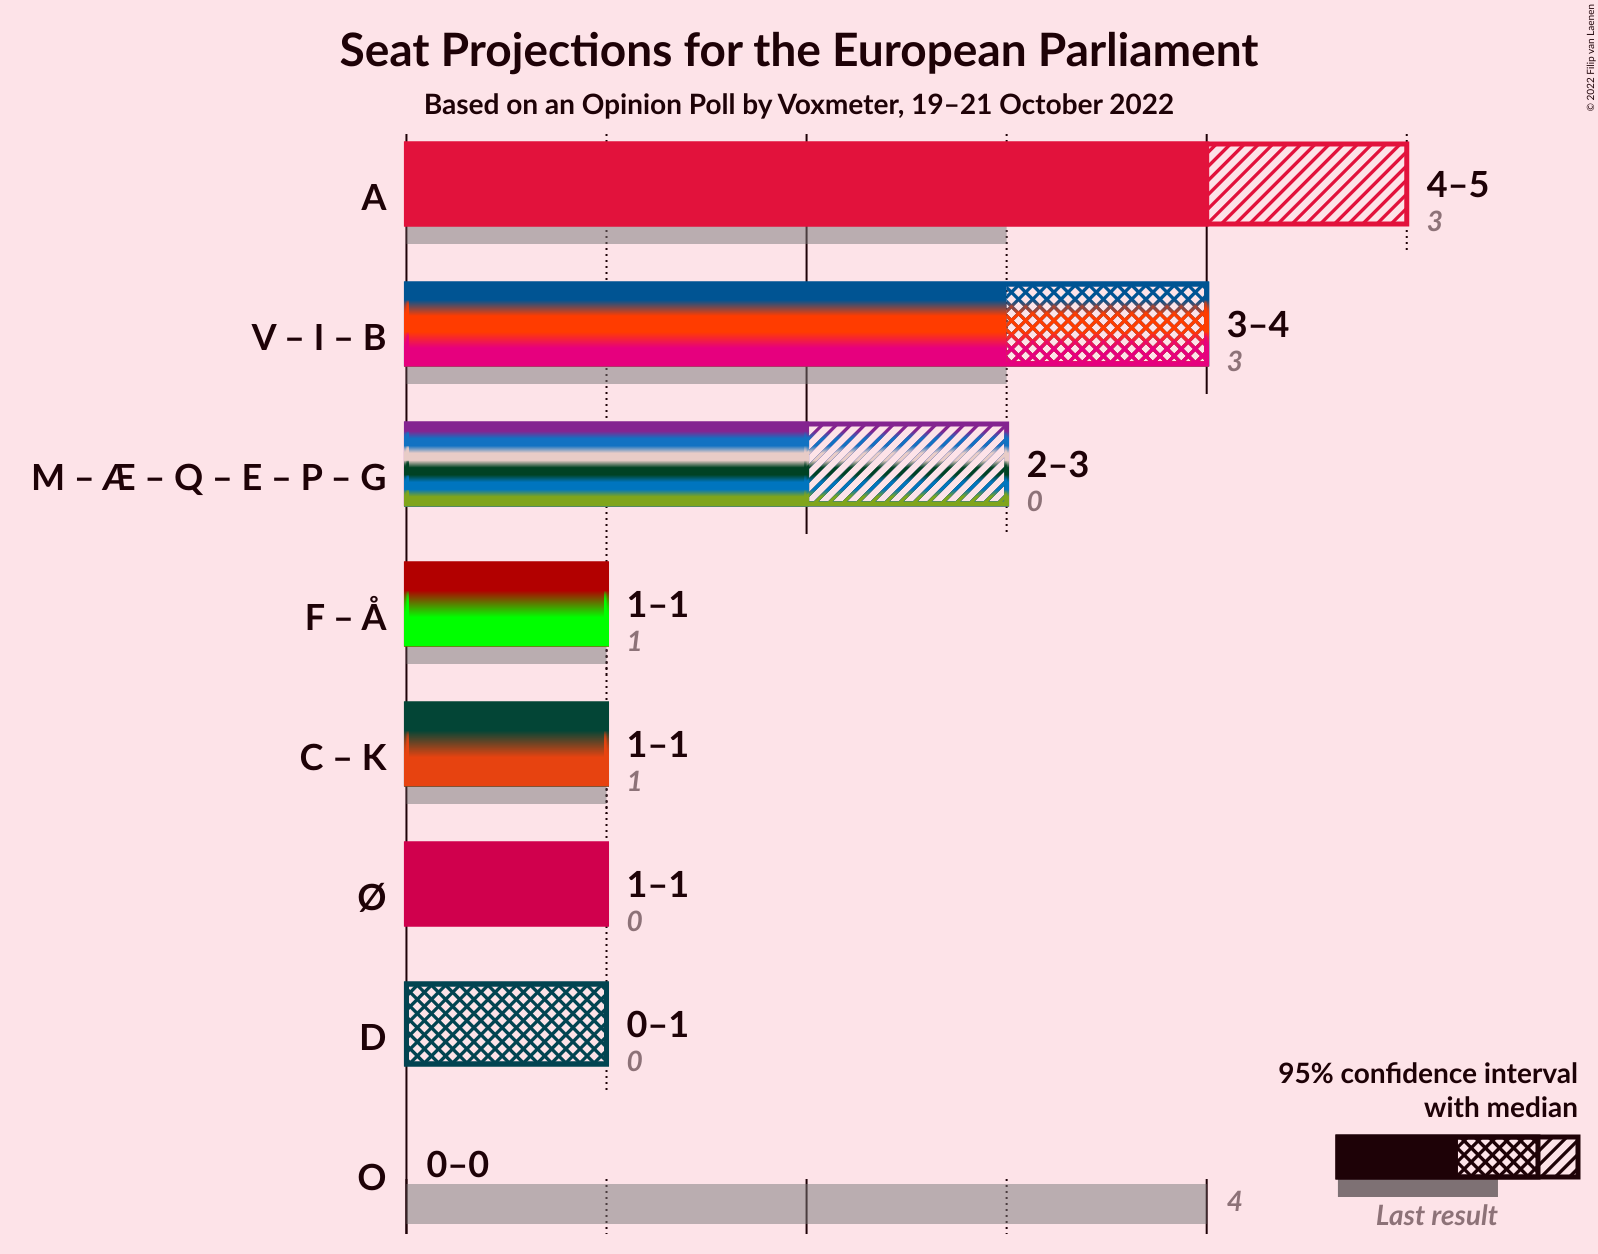 Seat Projections for the European Parliament
Based on an Opinion Poll by Voxmeter, 19–21 October 2022
© 2022 Filip van Laenen
A
4–5
3
V – I – B
3–4
3
M – Æ – Q – E – P – G
2–3
0
F – Å
1–1
1
C – K
1–1
1
Ø
1–1
0
D
0–1
0
O
0–0
4
95% confidence interval
with median
Last result